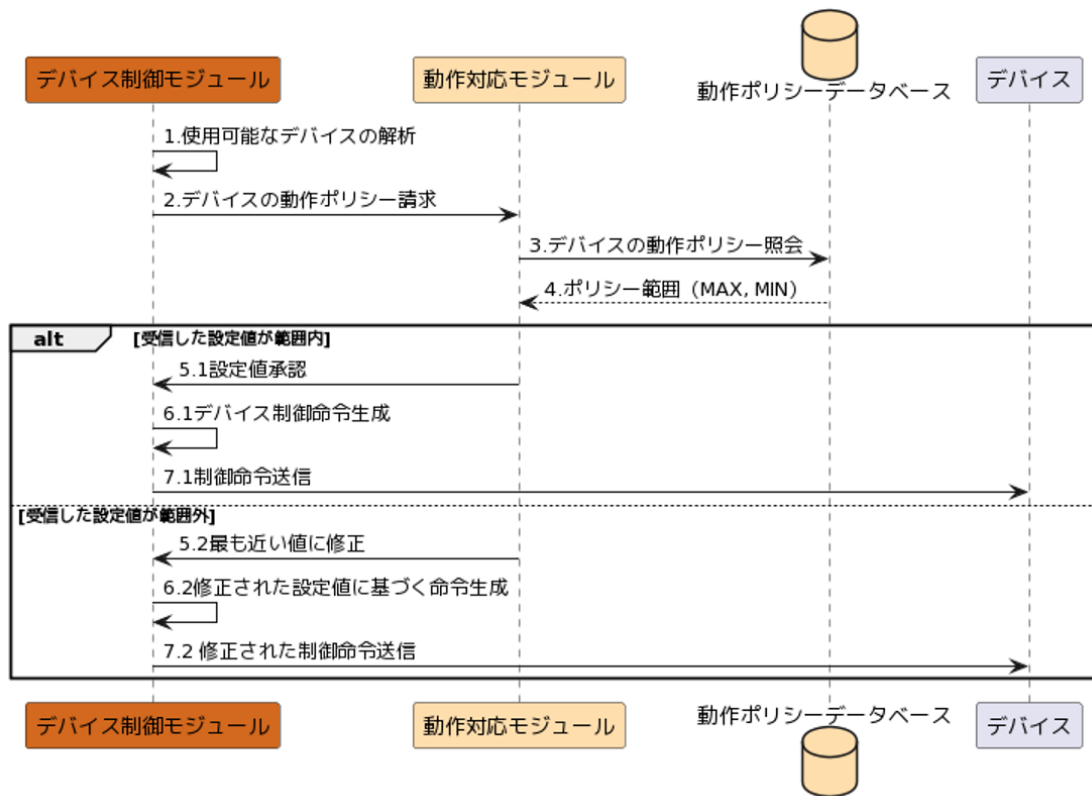 デバイス制御モジュール
動作対応モジュール
動作ポリシーデータベース
デバイス
1.使用可能なデバイスの解析
2.デバイスの動作ポリシー請求
3.デバイスの動作ポリシー照会
4.ポリシー範囲（MAX, MIN）
alt
[受信した設定値が範囲内]
5.1設定値承認
6.1デバイス制御命令生成
7.1制御命令送信
[受信した設定値が範囲外]
5.2最も近い値に修正
6.2修正された設定値に基づく命令生成
7.2 修正された制御命令送信
デバイス制御モジュール
動作対応モジュール
動作ポリシーデータベース
デバイス